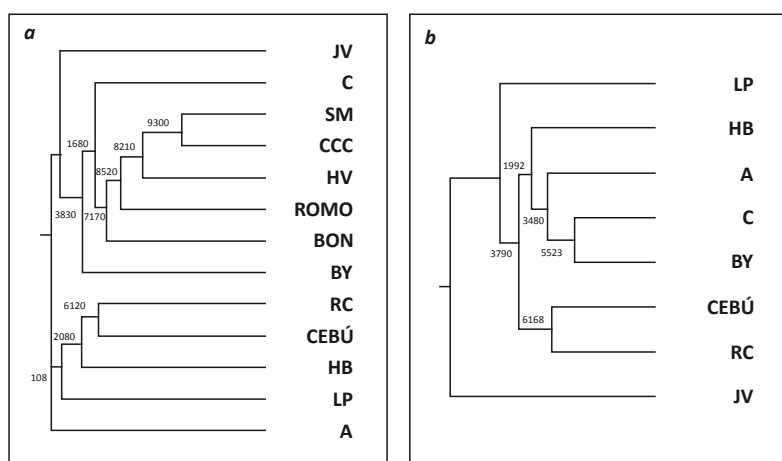 a
JV
C
9300
SM
1680
8210
CCC
8520
HV
3830
7170
ROMO
BON
BY
6120
RC
2080
CEBÚ
HB
108
LP
A
b
LP
1992
HB
A
3480
C
3790
5523
BY
CEBÚ
6168
RC
JV